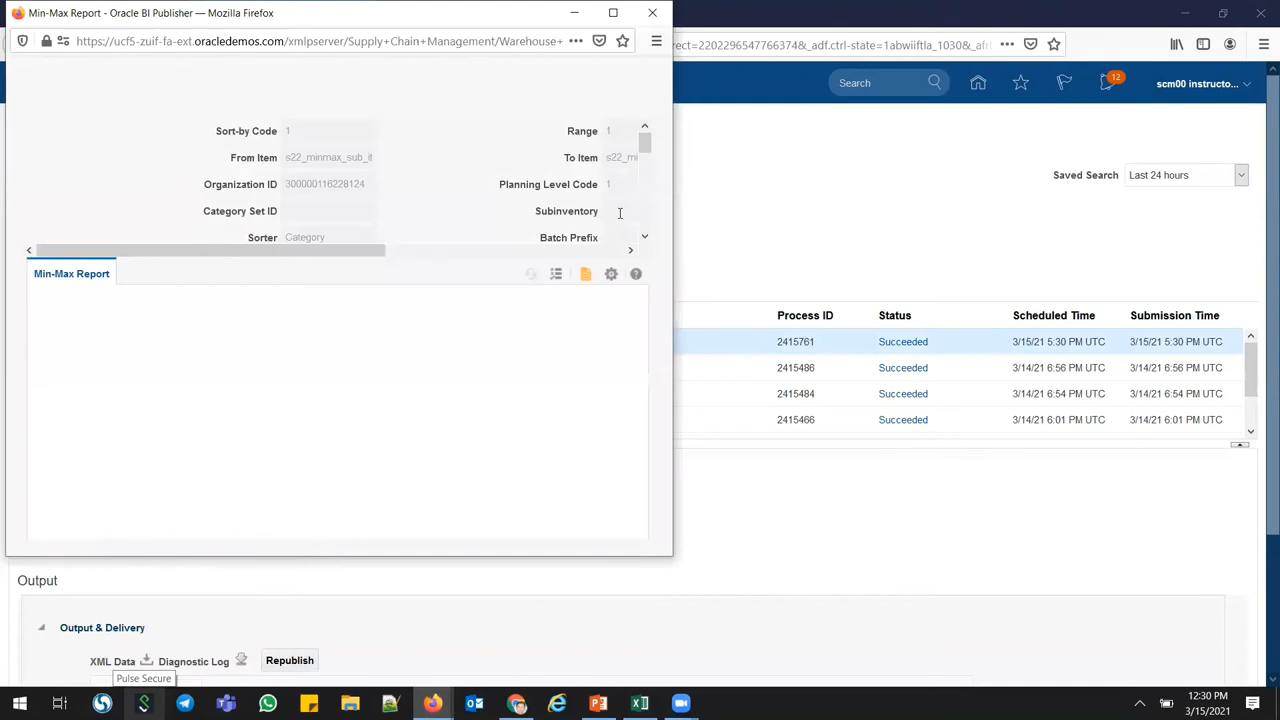 Min-Max Report - Oracle BI Publisher — Mozilla Firefox
https://ucf5-zuif-fa-ext.oracledemos.com/xmlpserver/Supply+Chain+Management/Warehouse+
rect=22022965477663748&_adf.ctrl-state=1abwiiftla_1030&_afr
Search
12
scm00 instructo...
Sort-by Code 1 Range 1
From Item s22_minmax_sub_it To Item s22_mi
Organization ID 300000116228124 Planning Level Code 1
Category Set ID Subinventory
Sorter Category Batch Prefix
Saved Search Last 24 hours
Min-Max Report
Process ID Status Scheduled Time Submission Time
2415761 Succeeded 3/15/21 5:30 PM UTC 3/15/21 5:30 PM UTC
2415486 Succeeded 3/14/21 6:56 PM UTC 3/14/21 6:56 PM UTC
2415484 Succeeded 3/14/21 6:54 PM UTC 3/14/21 6:54 PM UTC
2415466 Succeeded 3/14/21 6:01 PM UTC 3/14/21 6:01 PM UTC
Output
Output & Delivery
XML Data Diagnostic Log Republish
Pulse Secure
12:30 PM
3/15/2021